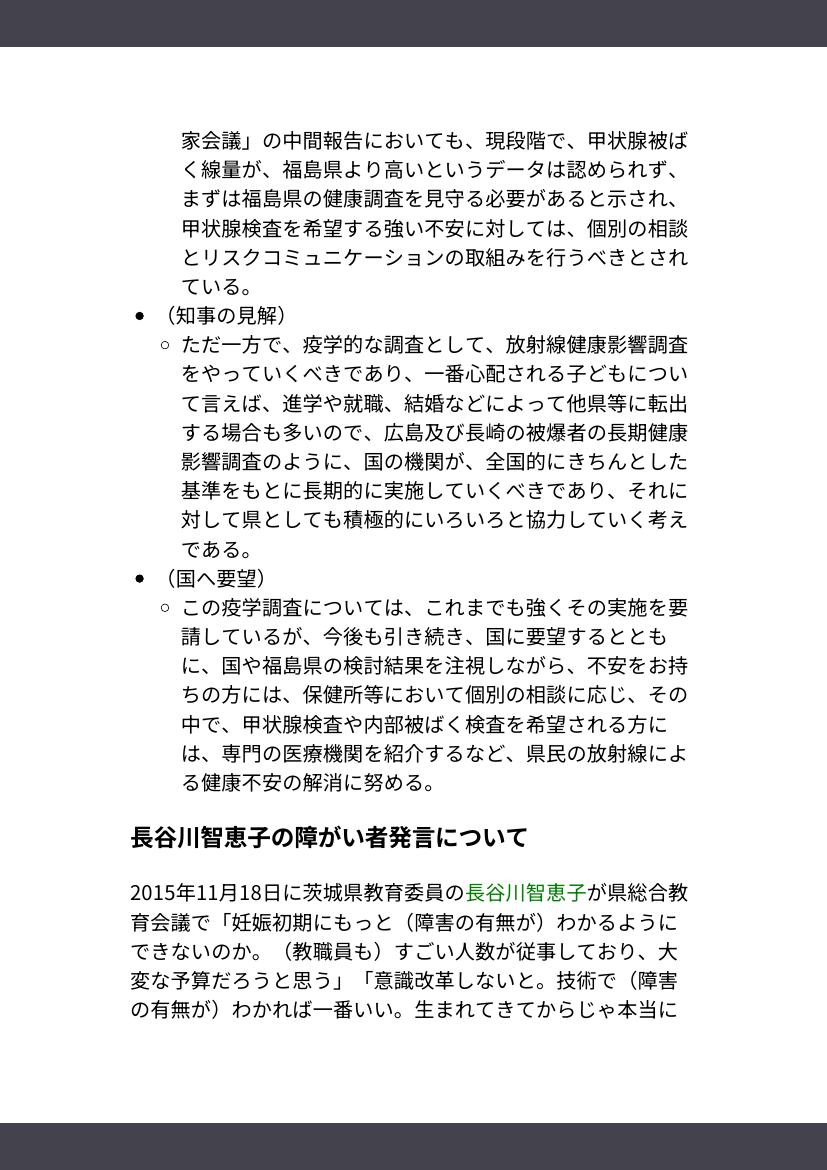 家会議」の中間報告においても、現段階で、甲状腺被ば
く線量が、福島県より高いというデータは認められず、
まずは福島県の健康調査を見守る必要があると示され、
甲状腺検査を希望する強い不安に対しては、個別の相談
とリスクコミュニケーションの取組みを行うべきとされ
ている。
• （知事の見解）
○ ただ一方で、疫学的な調査として、放射線健康影響調査
をやっていくべきであり、一番心配される子どもについ
て言えば、進学や就職、結婚などによって他県等に転出
する場合も多いので、広島及び長崎の被爆者の長期健康
影響調査のように、国の機関が、全国的にきちんとした
基準をもとに長期的に実施していくべきであり、それに
対して県としても積極的にいろいろと協力していく考え
である。
• （国へ要望）
○ この疫学調査については、これまでも強くその実施を要
請しているが、今後も引き続き、国に要望するととも
に、国や福島県の検討結果を注視しながら、不安をお持
ちの方には、保健所等において個別の相談に応じ、その
中で、甲状腺検査や内部被ばく検査を希望される方に
は、専門の医療機関を紹介するなど、県民の放射線によ
る健康不安の解消に努める。
長谷川智恵子の障がい者発言について
2015年11月18日に茨城県教育委員の長谷川智恵子が県総合教
育会議で「妊娠初期にもっと（障害の有無が）わかるように
できないのか。（教職員も）すごい人数が従事しており、大
変な予算だろうと思う」「意識改革しないと。技術で（障害
の有無が）わかれば一番いい。生まれてきてからじゃ本当に